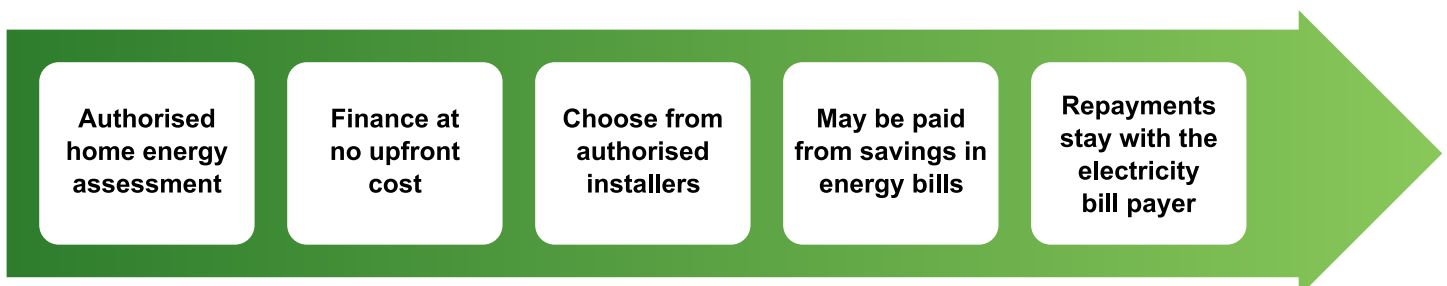 Authorised
home energy
assessment
Finance at
no upfront
cost
Choose from
authorised
installers
May be paid
from savings in
energy bills
Repayments
stay with the
electricity
bill payer